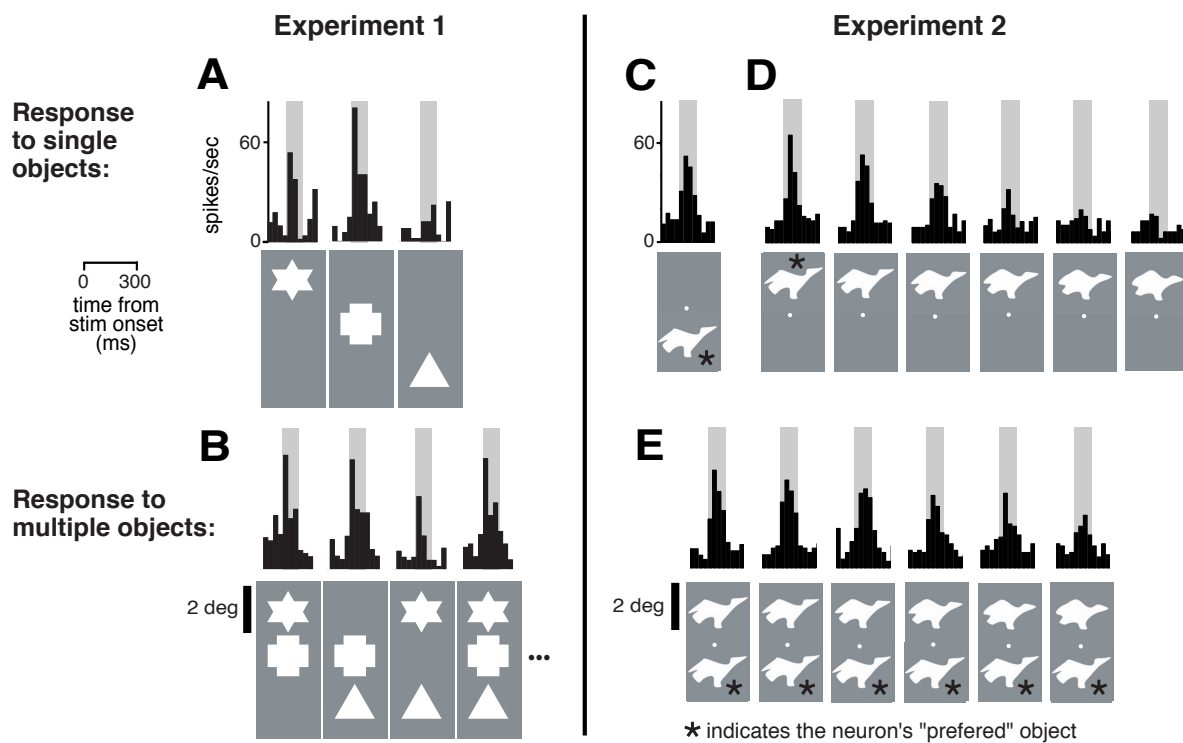 Experiment 1
Experiment 2
A
C
D
Response
to single
objects:
spikes/sec
60
0
60
0
0 300
time from
stim onset
(ms)
*
*
B
E
Response to
multiple objects:
2 deg
...
2 deg
* * * * * *
* indicates the neuron's "prefered" object